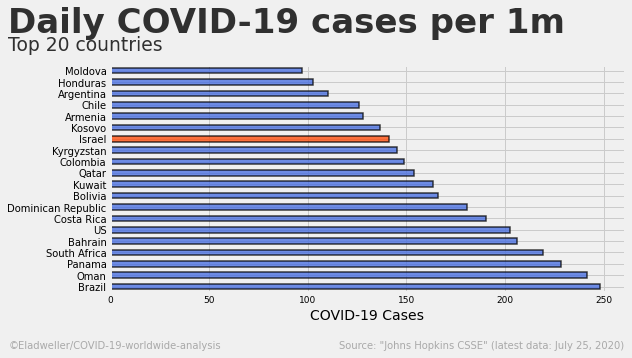 Daily COVID-19 cases per 1m
Top 20 countries
Moldova
Honduras
Argentina
Chile
Armenia
Kosovo
Israel
Kyrgyzstan
Colombia
Qatar
Kuwait
Bolivia
Dominican Republic
Costa Rica
US
Bahrain
South Africa
Panama
Oman
Brazil
0 50 100 150 200 250
COVID-19 Cases
©Eladweller/COVID-19-worldwide-analysis Source: "Johns Hopkins CSSE" (latest data: July 25, 2020)